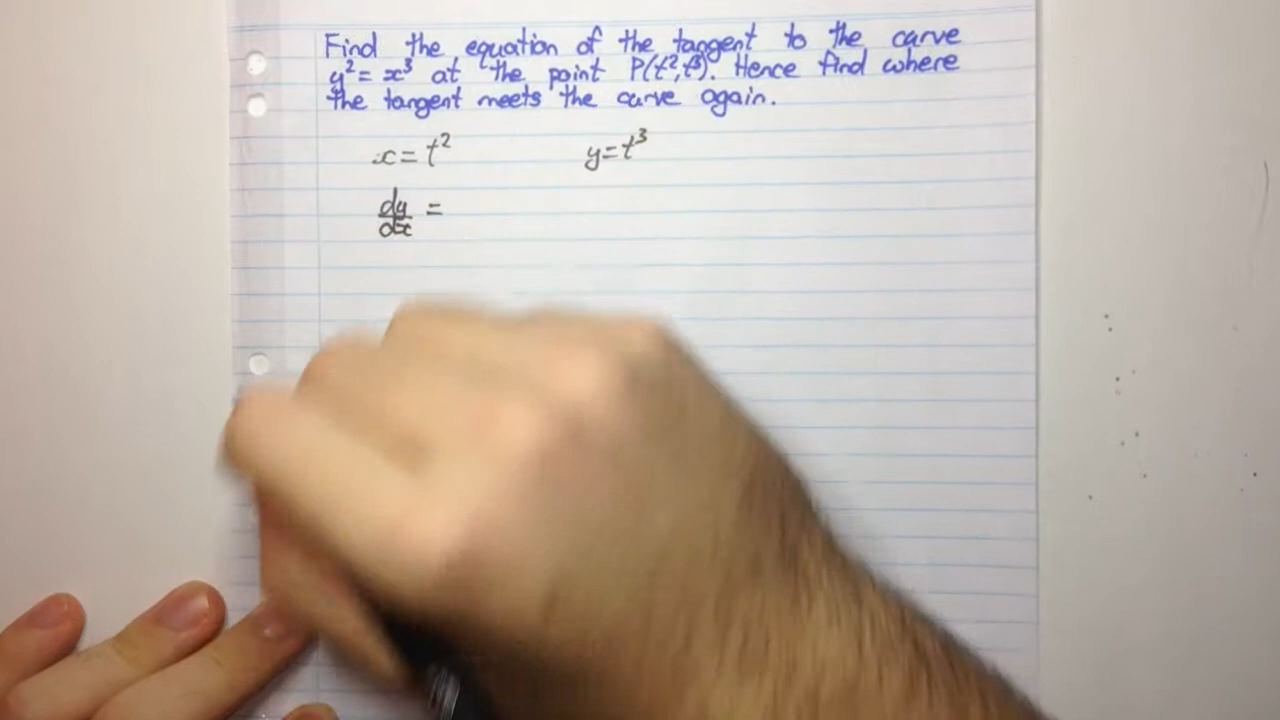 Find the equation of the tangent to the curve
y² = x³ at the point P(t², t³). Hence find where
the tangent meets the curve again.
x = t² y = t³
dy/dx =